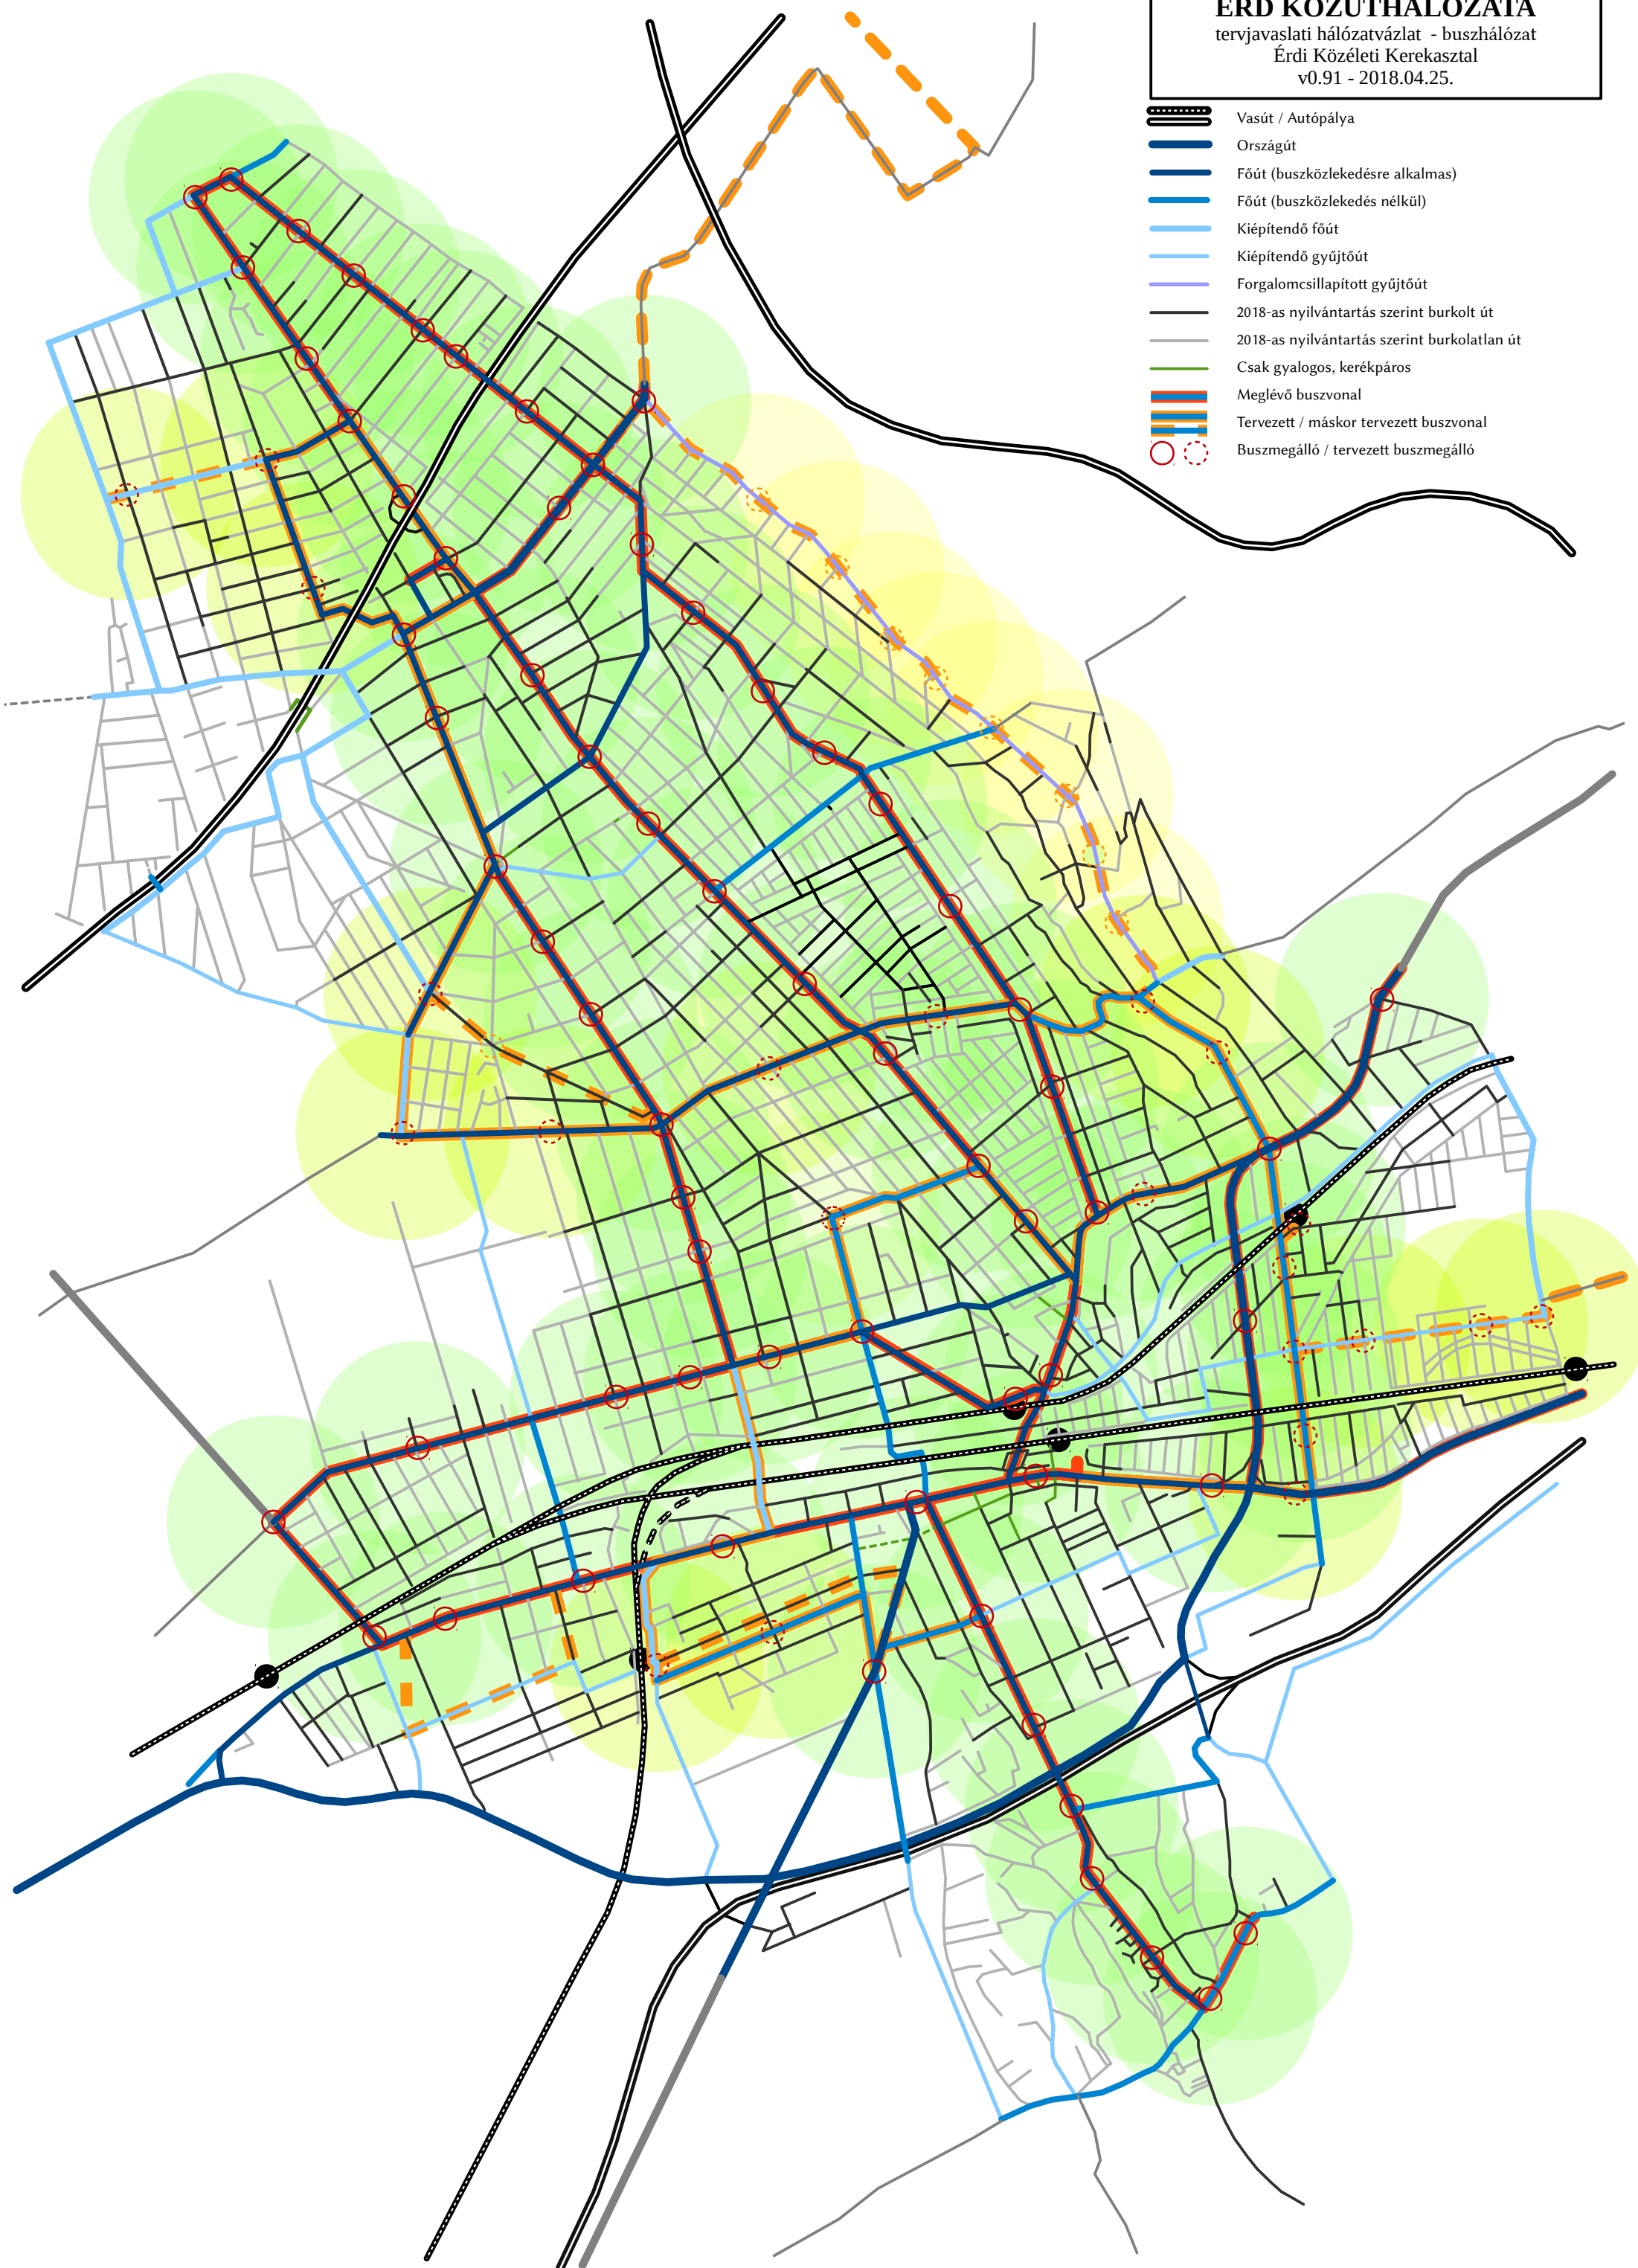 ÉRD KÖZÚTHÁLÓZATA
tervjavaslati hálózatvázlat - buszhálózat
Érdi Közéleti Kerekasztal
v0.91 - 2018.04.25.
Vasút / Autópálya
Országút
Főút (buszközlekedésre alkalmas)
Főút (buszközlekedés nélkül)
Kiépítendő főút
Kiépítendő gyűjtőút
Forgalomcsillapított gyűjtőút
2018-as nyilvántartás szerint burkolt út
2018-as nyilvántartás szerint burkolatlan út
Csak gyalogos, kerékpáros
Meglévő buszvonal
Tervezett / máskor tervezett buszvonal
Buszmegálló / tervezett buszmegálló